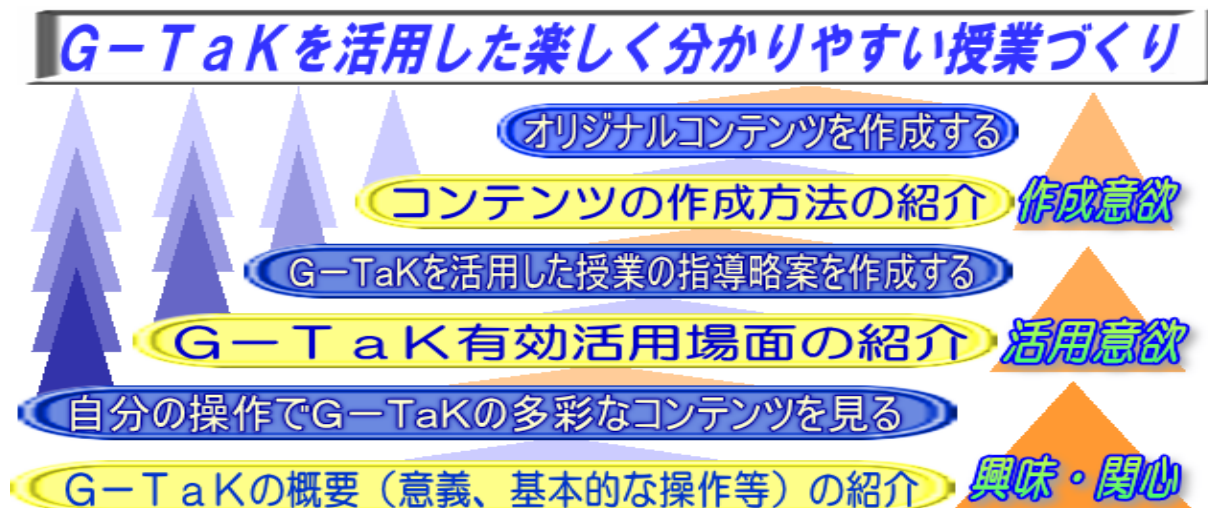 G－TaKを活用した楽しく分かりやすい授業づくり
オリジナルコンテンツを作成する
コンテンツの作成方法の紹介
作成意欲
G－TaKを活用した授業の指導略案を作成する
G－TaK有効活用場面の紹介
活用意欲
自分の操作でG－TaKの多彩なコンテンツを見る
G－TaKの概要（意義、基本的な操作等）の紹介
興味・関心